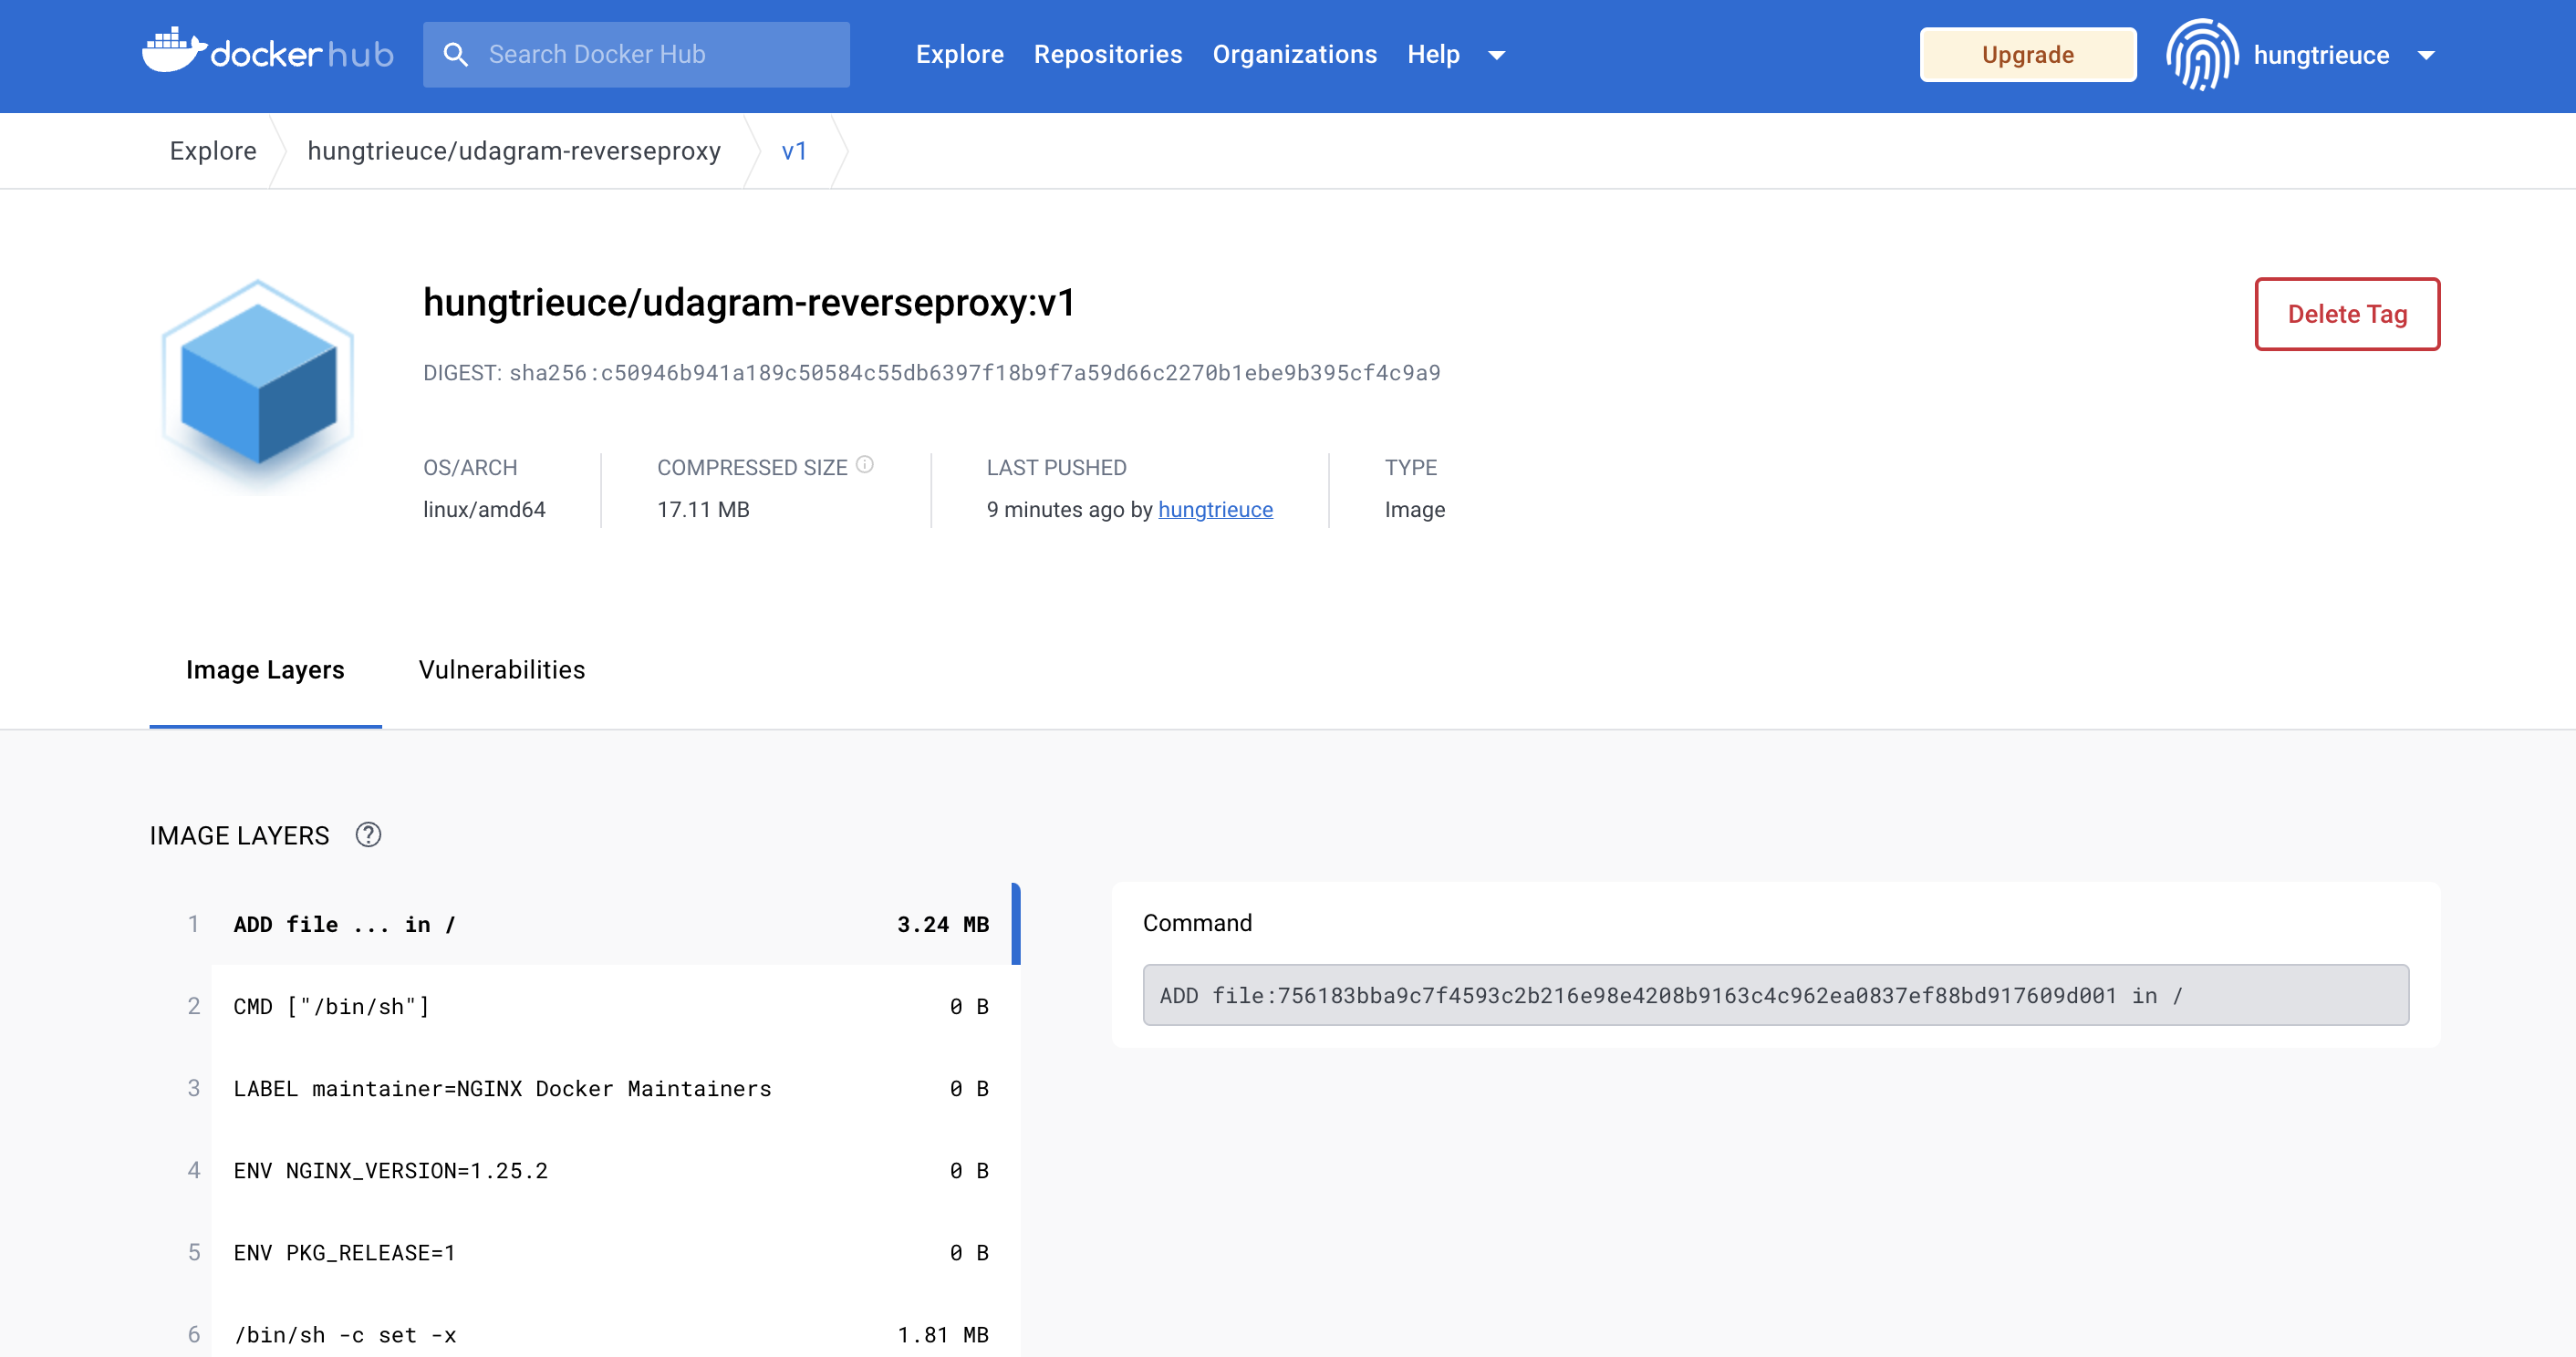 docker hub
Search Docker Hub
Explore Repositories Organizations Help
Upgrade
hungtrieuce
Explore
hungtrieuce/udagram-reverseproxy
v1
hungtrieuce/udagram-reverseproxy:v1
Delete Tag
DIGEST: sha256:c50946b941a189c50584c55db6397f18b9f7a59d66c2270b1ebe9b395cf4c9a9
OS/ARCH
linux/amd64
COMPRESSED SIZE
17.11 MB
LAST PUSHED
9 minutes ago by hungtrieuce
TYPE
Image
Image Layers
Vulnerabilities
IMAGE LAYERS
1 ADD file ... in / 3.24 MB
2 CMD ["/bin/sh"] 0 B
3 LABEL maintainer=NGINX Docker Maintainers 0 B
4 ENV NGINX_VERSION=1.25.2 0 B
5 ENV PKG_RELEASE=1 0 B
6 /bin/sh -c set -x 1.81 MB
Command
ADD file:756183bba9c7f4593c2b216e98e4208b9163c4c962ea0837ef88bd917609d001 in /